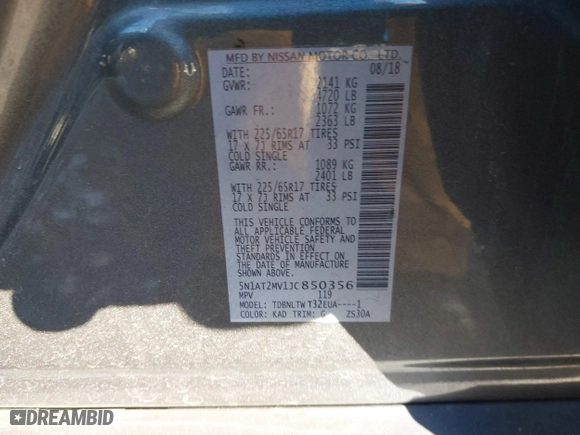 MFD BY NISSAN MOTOR CO., LTD.
DATE: 08/18
GVWR: 2141 KG
4720 LB
GAWR FR.: 1072 KG
2363 LB
WITH 225/65R17 TIRES
17 X 7J RIMS AT 33 PSI
COLD SINGLE
GAWR RR.: 1089 KG
2401 LB
WITH 225/65R17 TIRES
17 X 7J RIMS AT 33 PSI
COLD SINGLE
THIS VEHICLE CONFORMS TO
ALL APPLICABLE FEDERAL
MOTOR VEHICLE SAFETY AND
THEFT PREVENTION
STANDARDS IN EFFECT ON
THE DATE OF MANUFACTURE
SHOWN ABOVE.
5N1AT2MV1JC850356
MPV 119
MODEL: TDBNLTW T32EUA----1
COLOR: KAD TRIM: G ZS30A
DREAMBID